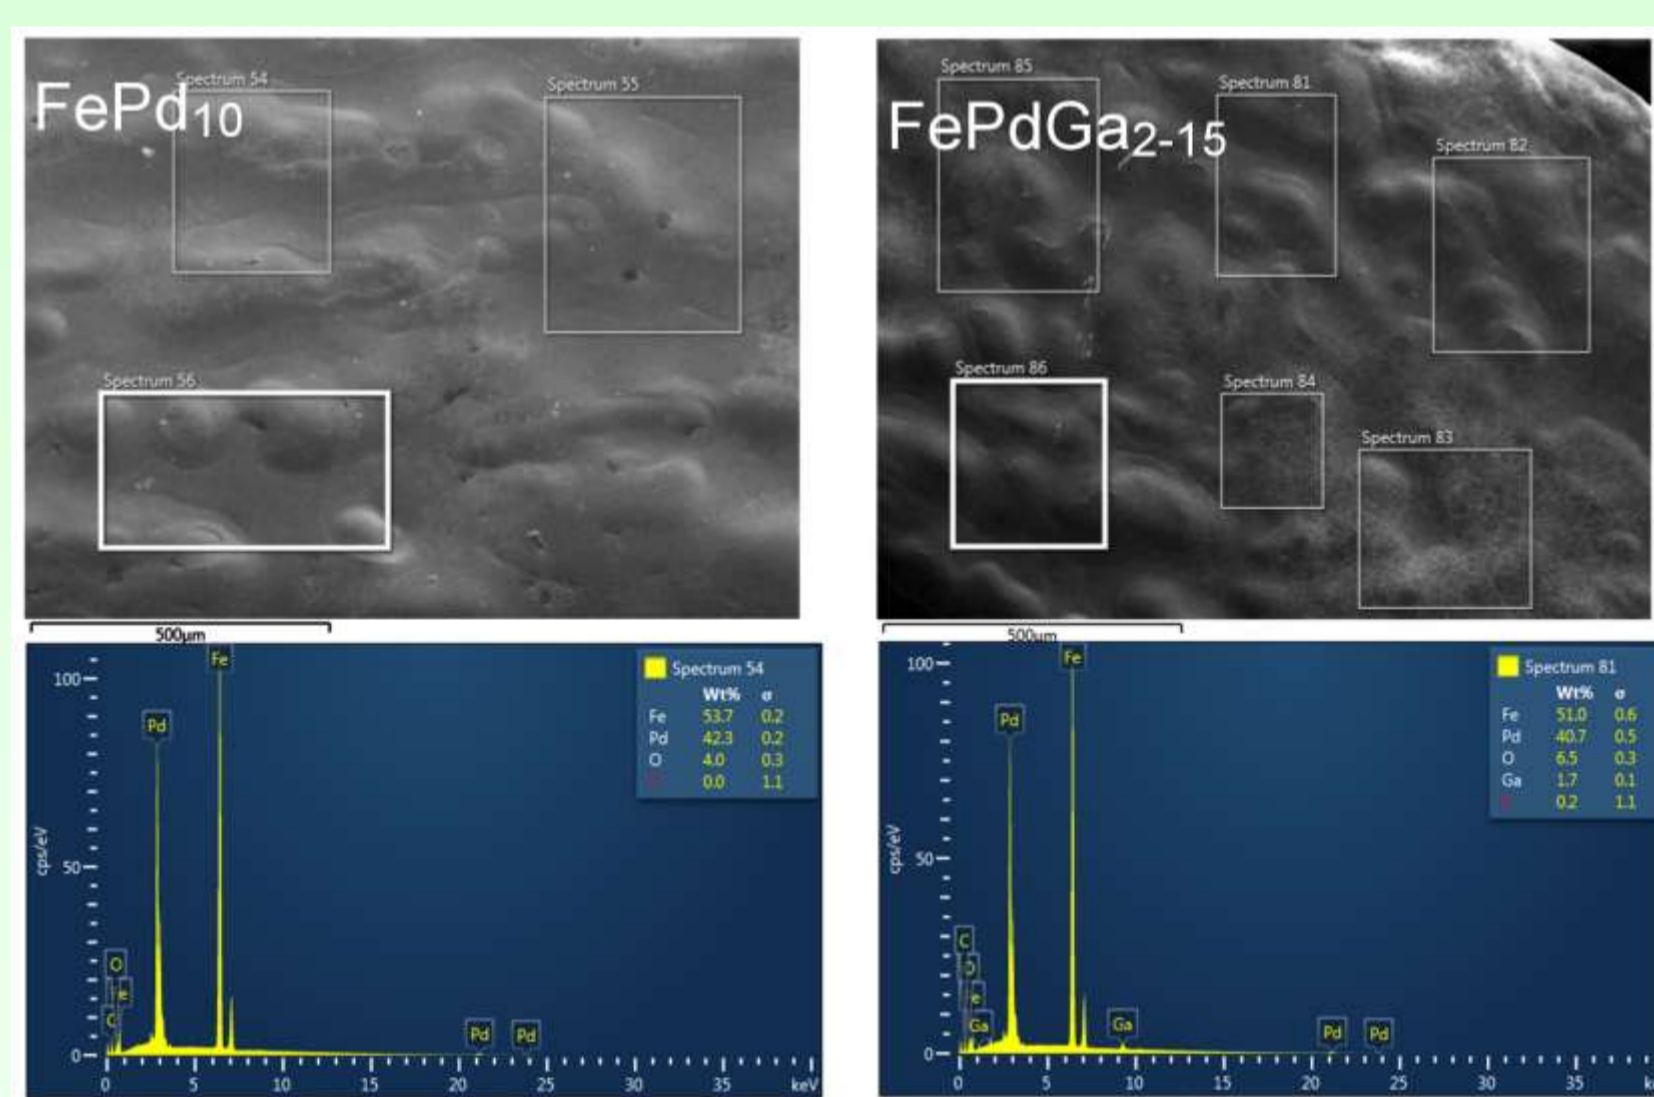 Spectrum 54
Spectrum 55
FePd10
Spectrum 56
500µm
Spectrum 85
Spectrum 81
FePdGa2-15
Spectrum 82
Spectrum 86
Spectrum 84
Spectrum 83
500µm
Fe
100
Pd
cps/eV
50
O
e
C
Pd
Pd
0
0 5 10 15 20 25 30 35 keV
Spectrum 54
Wt% σ
Fe 53.7 0.2
Pd 42.3 0.2
O 4.0 0.3
0.0 1.1
Fe
100
Pd
cps/eV
50
C
e
Ga
Ga
Pd
Pd
0
0 5 10 15 20 25 30 35
Spectrum 81
Wt% σ
Fe 51.0 0.6
Pd 40.7 0.5
O 6.5 0.3
Ga 1.7 0.1
0.2 1.1